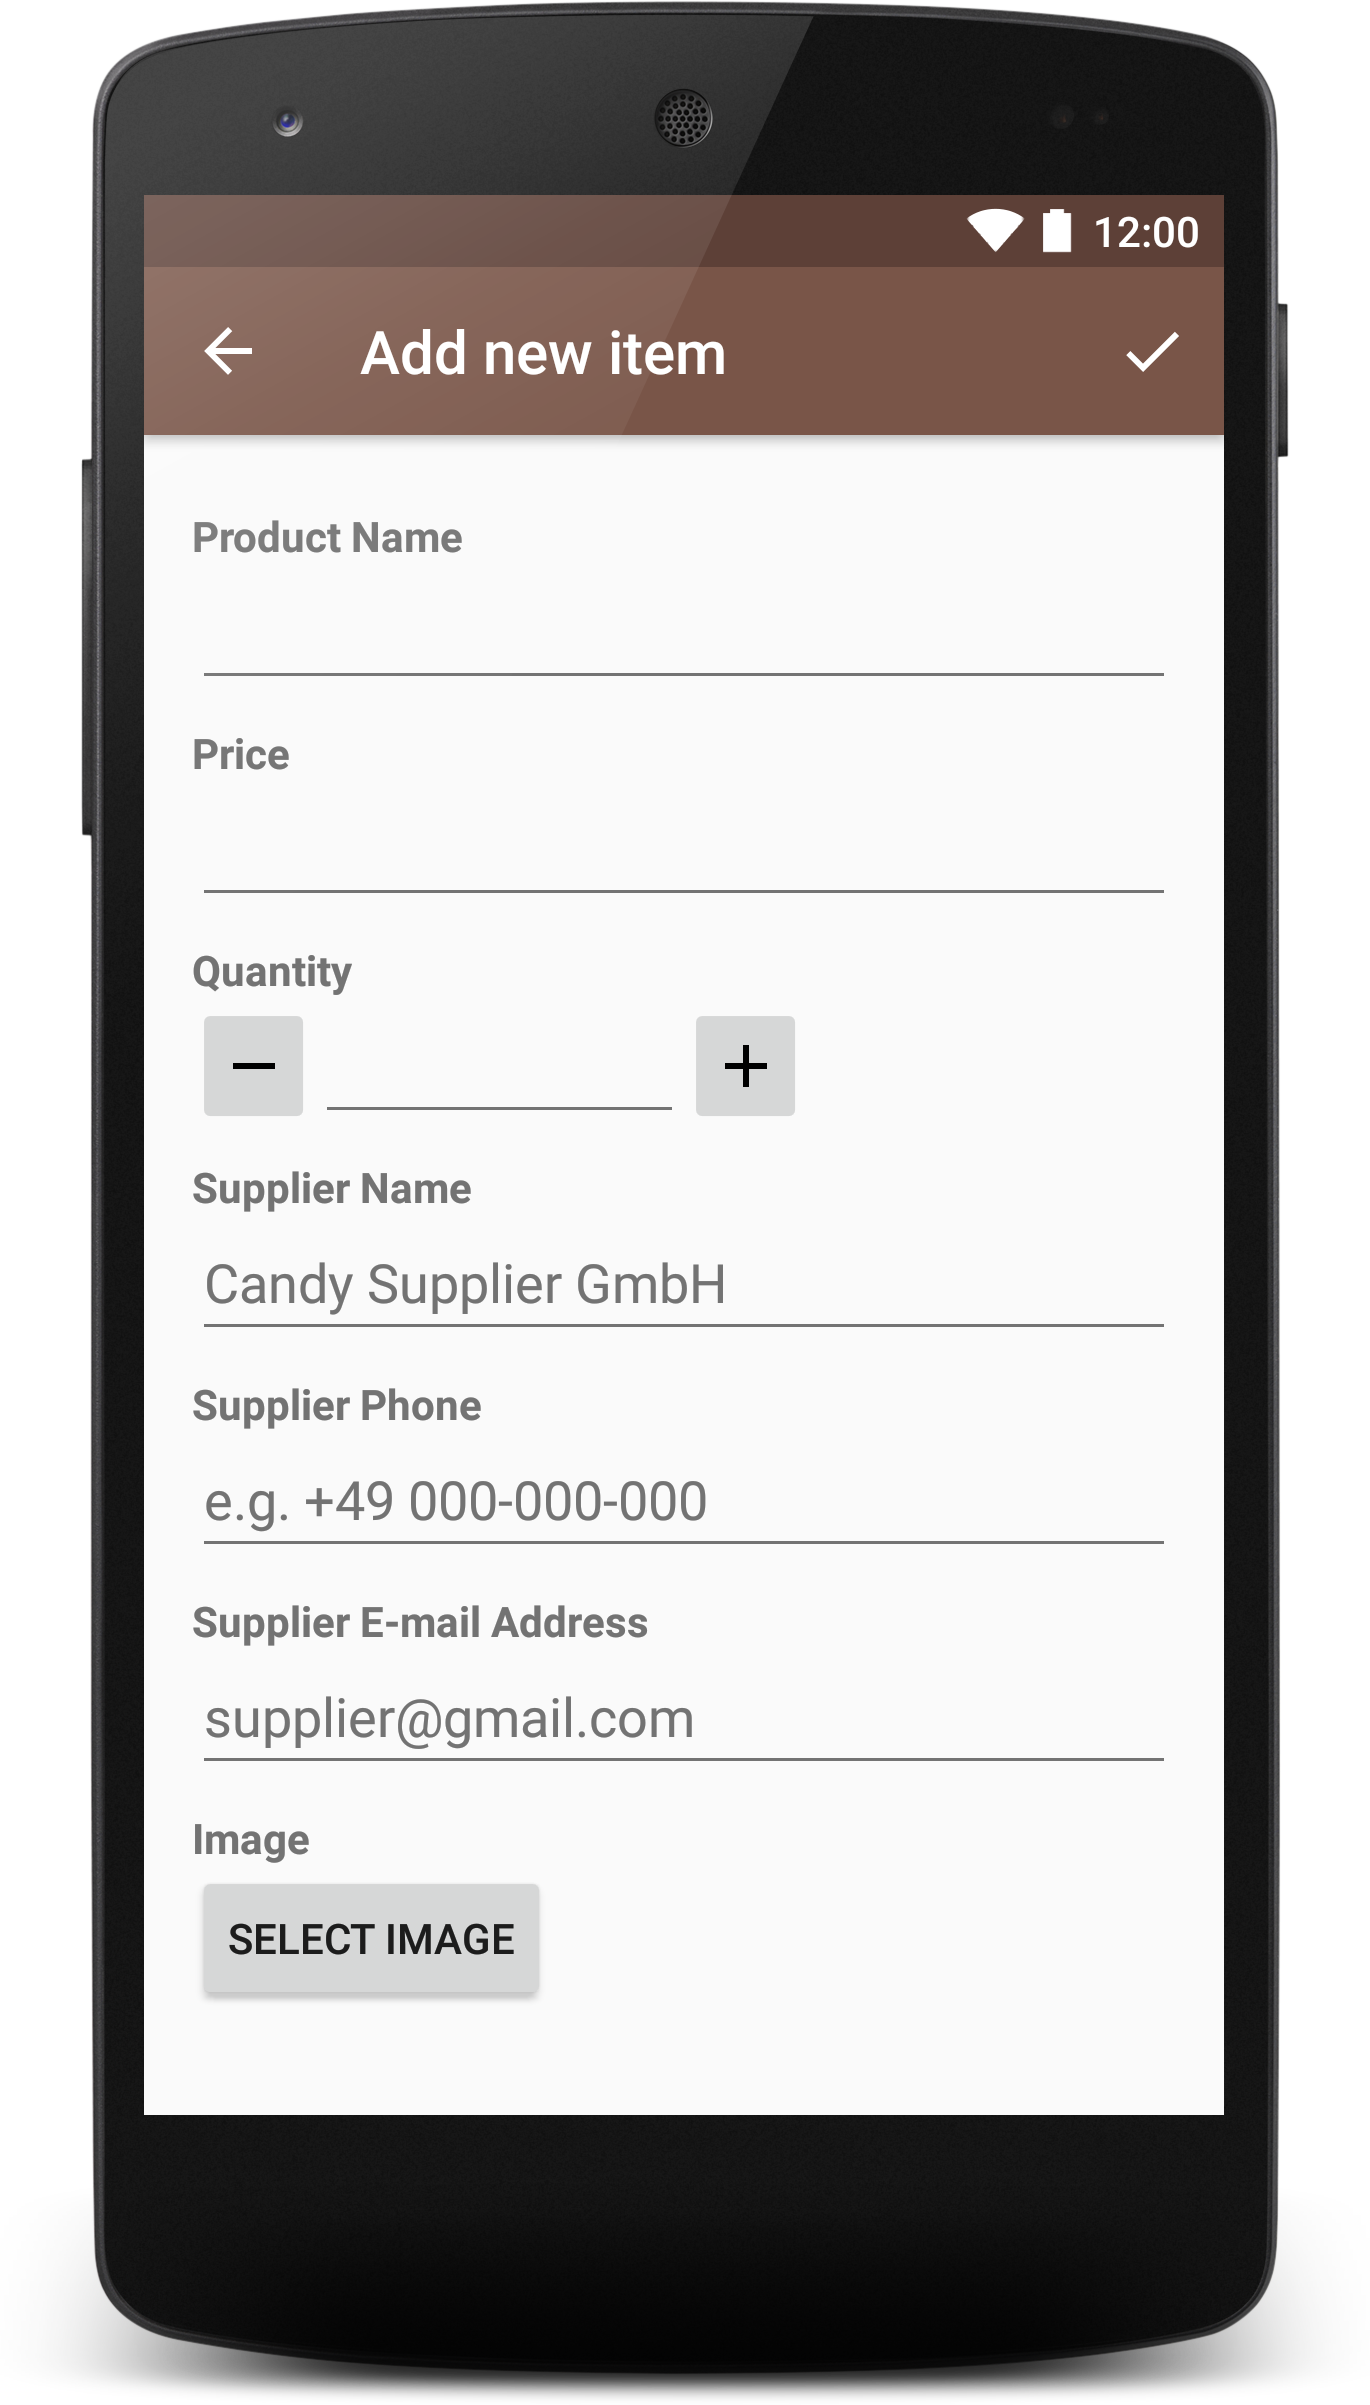 12:00
Add new item
Product Name
Price
Quantity
Supplier Name
Candy Supplier GmbH
Supplier Phone
e.g. +49 000-000-000
Supplier E-mail Address
supplier@gmail.com
Image
SELECT IMAGE